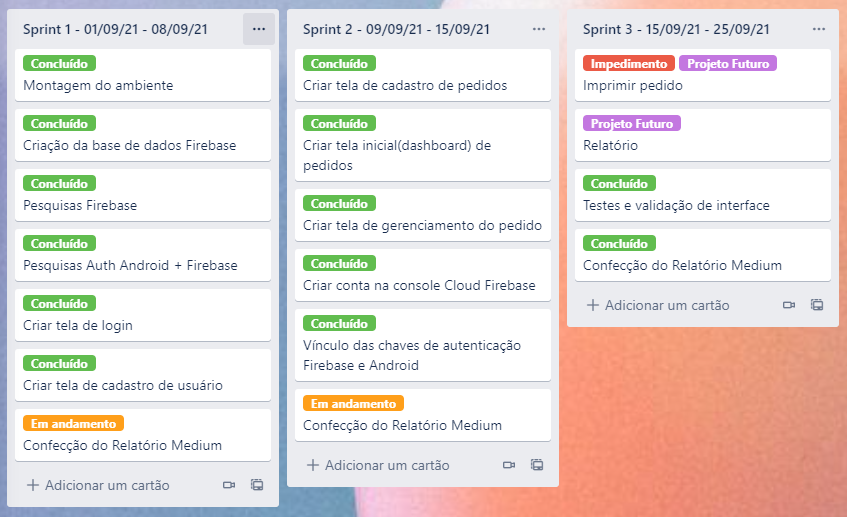 Sprint 1 - 01/09/21 - 08/09/21
Concluído
Montagem do ambiente
Concluído
Criação da base de dados Firebase
Concluído
Pesquisas Firebase
Concluído
Pesquisas Auth Android + Firebase
Concluído
Criar tela de login
Concluído
Criar tela de cadastro de usuário
Em andamento
Confecção do Relatório Medium
+ Adicionar um cartão
Sprint 2 - 09/09/21 - 15/09/21
Concluído
Criar tela de cadastro de pedidos
Concluído
Criar tela inicial(dashboard) de
pedidos
Concluído
Criar tela de gerenciamento do pedido
Concluído
Criar conta na console Cloud Firebase
Concluído
Vínculo das chaves de autenticação
Firebase e Android
Em andamento
Confecção do Relatório Medium
+ Adicionar um cartão
Sprint 3 - 15/09/21 - 25/09/21
Impedimento Projeto Futuro
Imprimir pedido
Projeto Futuro
Relatório
Concluído
Testes e validação de interface
Concluído
Confecção do Relatório Medium
+ Adicionar um cartão